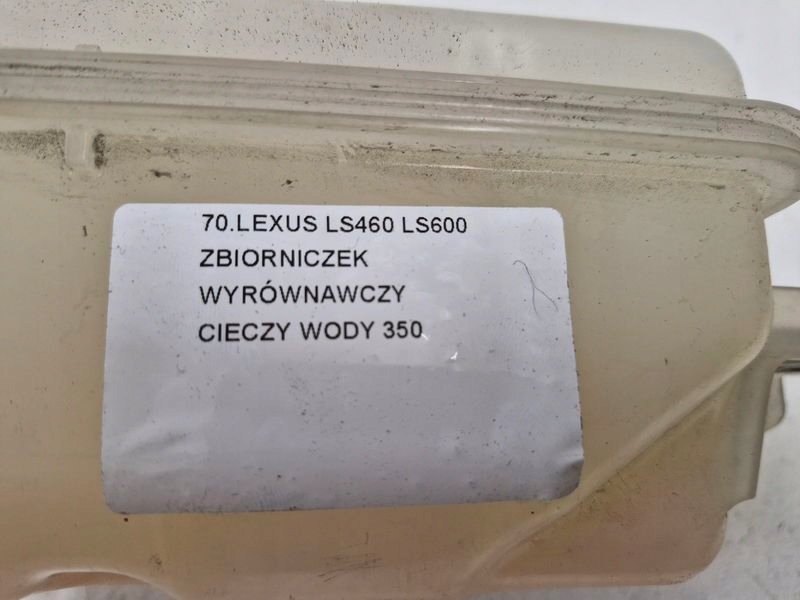 70.LEXUS LS460 LS600
ZBIORNICZEK
WYRÓWNAWCZY
CIECZY WODY 350